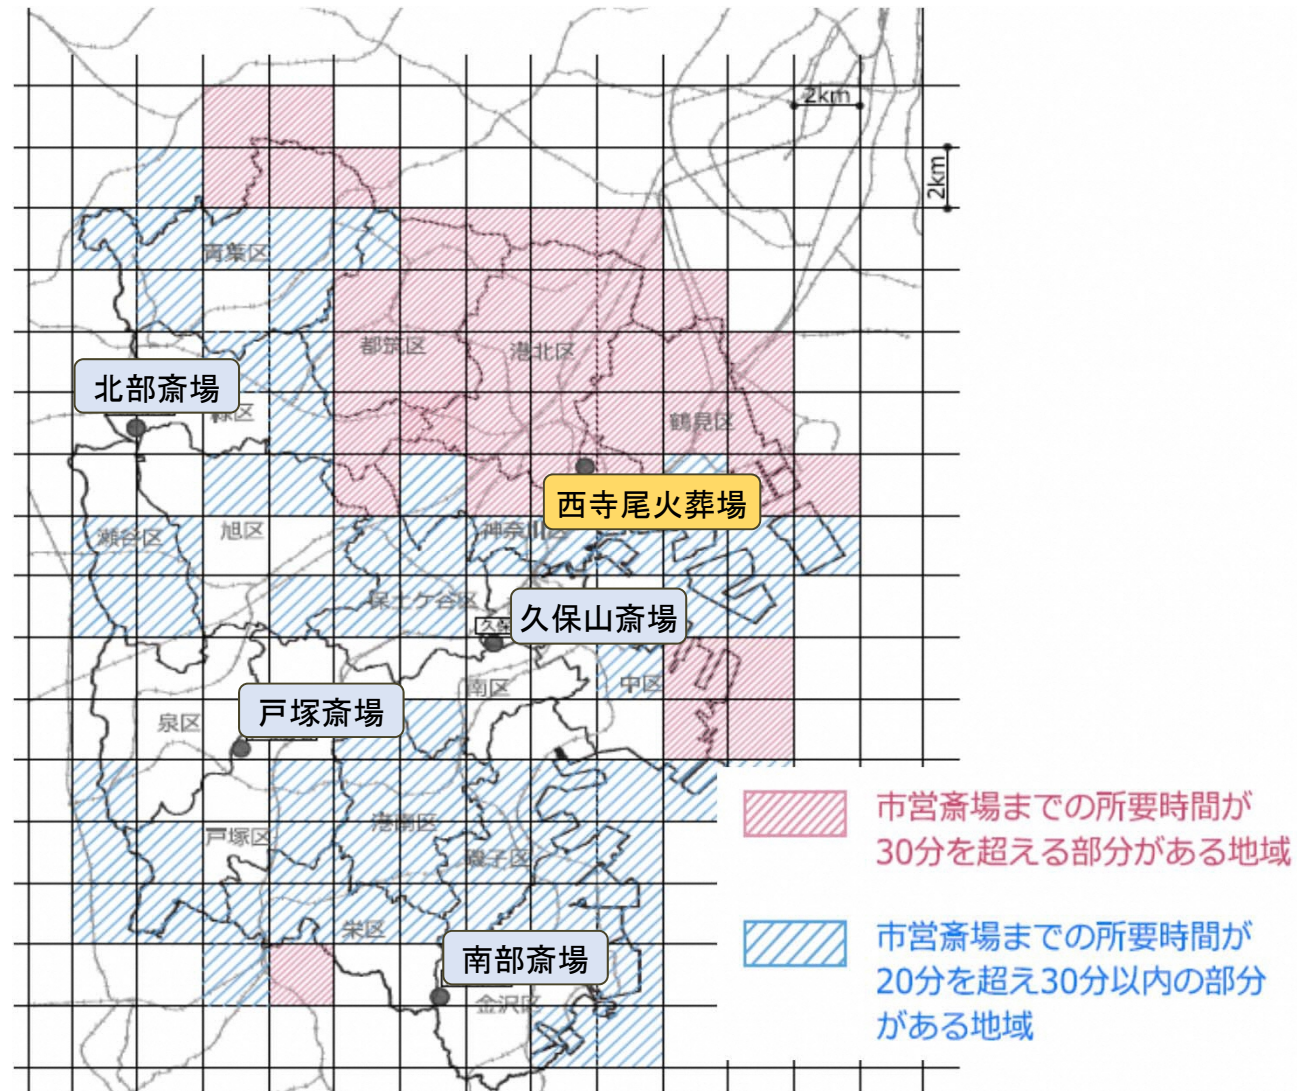 2km
2km
青葉区
都筑区
港北区
北部斎場
緑区
鶴見区
西寺尾火葬場
瀬谷区
旭区
神奈川区
保土ケ谷区
久保山斎場
久保
南区
中区
戸塚斎場
泉区
戸塚区
港南区
磯子区
栄区
南部斎場
金沢区
市営斎場までの所要時間が
30分を超える部分がある地域
市営斎場までの所要時間が
20分を超え30分以内の部分
がある地域